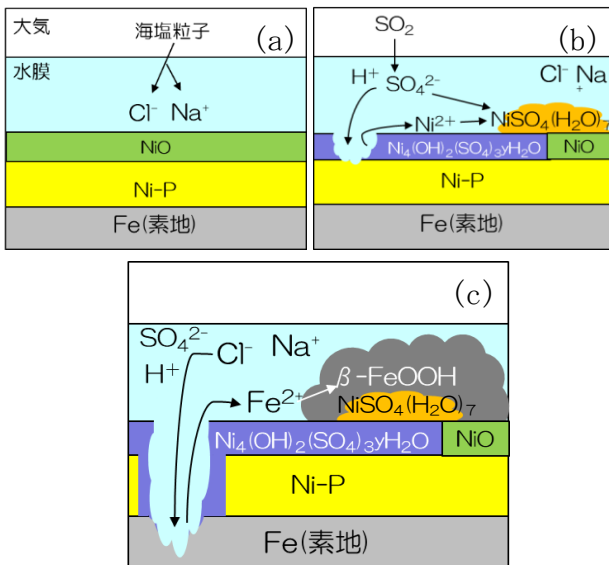 大気
海塩粒子
(a)
水膜
Cl⁻ Na⁺
NiO
Ni-P
Fe(素地)
SO₂
(b)
H⁺
SO₄²⁻
Cl⁻ Na
+
Ni²⁺
NiSO₄(H₂O)₇
Ni₄(OH)₂(SO₄)₃yH₂O
NiO
Ni-P
Fe(素地)
(c)
SO₄²⁻
Cl⁻
Na⁺
H⁺
β-FeOOH
Fe²⁺
NiSO₄(H₂O)₇
Ni₄(OH)₂(SO₄)₃yH₂O
NiO
Ni-P
Fe(素地)